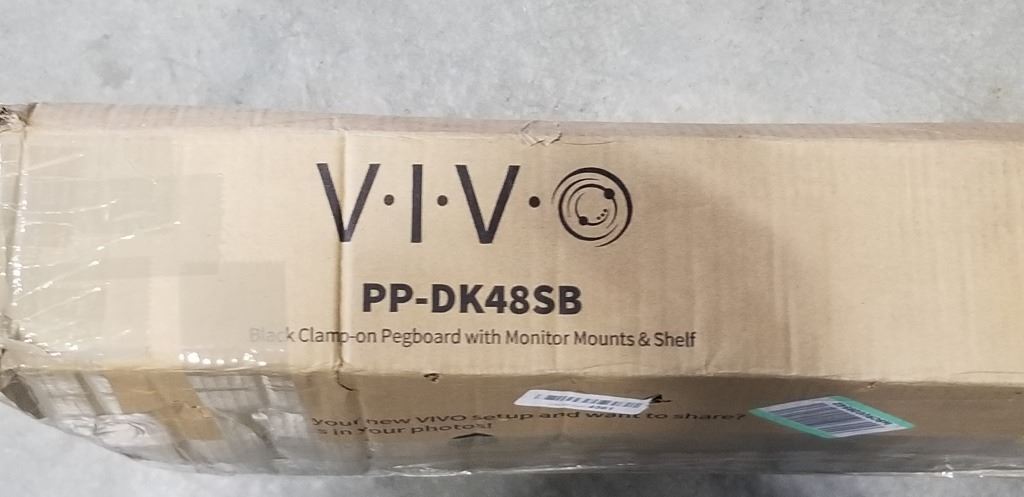 V·I·V·O
PP-DK48SB
Black Clamp-on Pegboard with Monitor Mounts & Shelf
your new VIVO setup and want to share?
s in your photos!